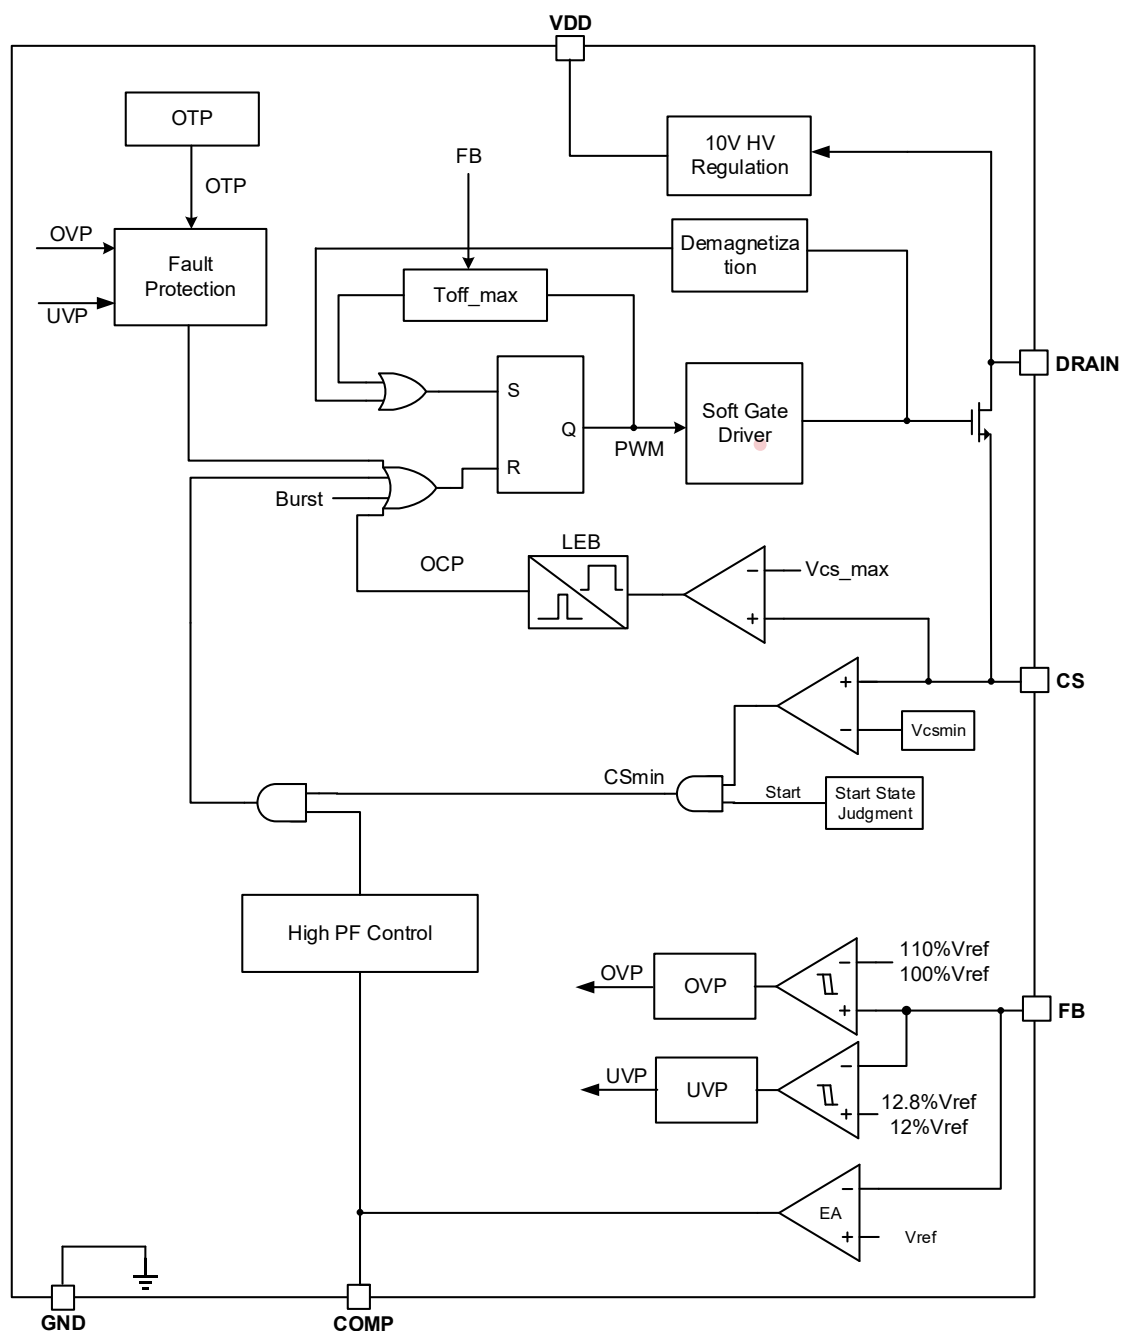 VDD
OTP
10V HV
Regulation
FB
OTP
OVP
Demagnetiza
tion
Fault
Protection
Toff_max
UVP
DRAIN
S
Soft Gate
Driver
Q
PWM
R
Burst
LEB
OCP
Vcs_max
−
+
CS
+
−
Vcsmin
CSmin
Start
Start State
Judgment
High PF Control
110%Vref
100%Vref
−
OVP
OVP
+
FB
UVP
UVP
−
12.8%Vref
12%Vref
+
−
EA
+
Vref
GND
COMP